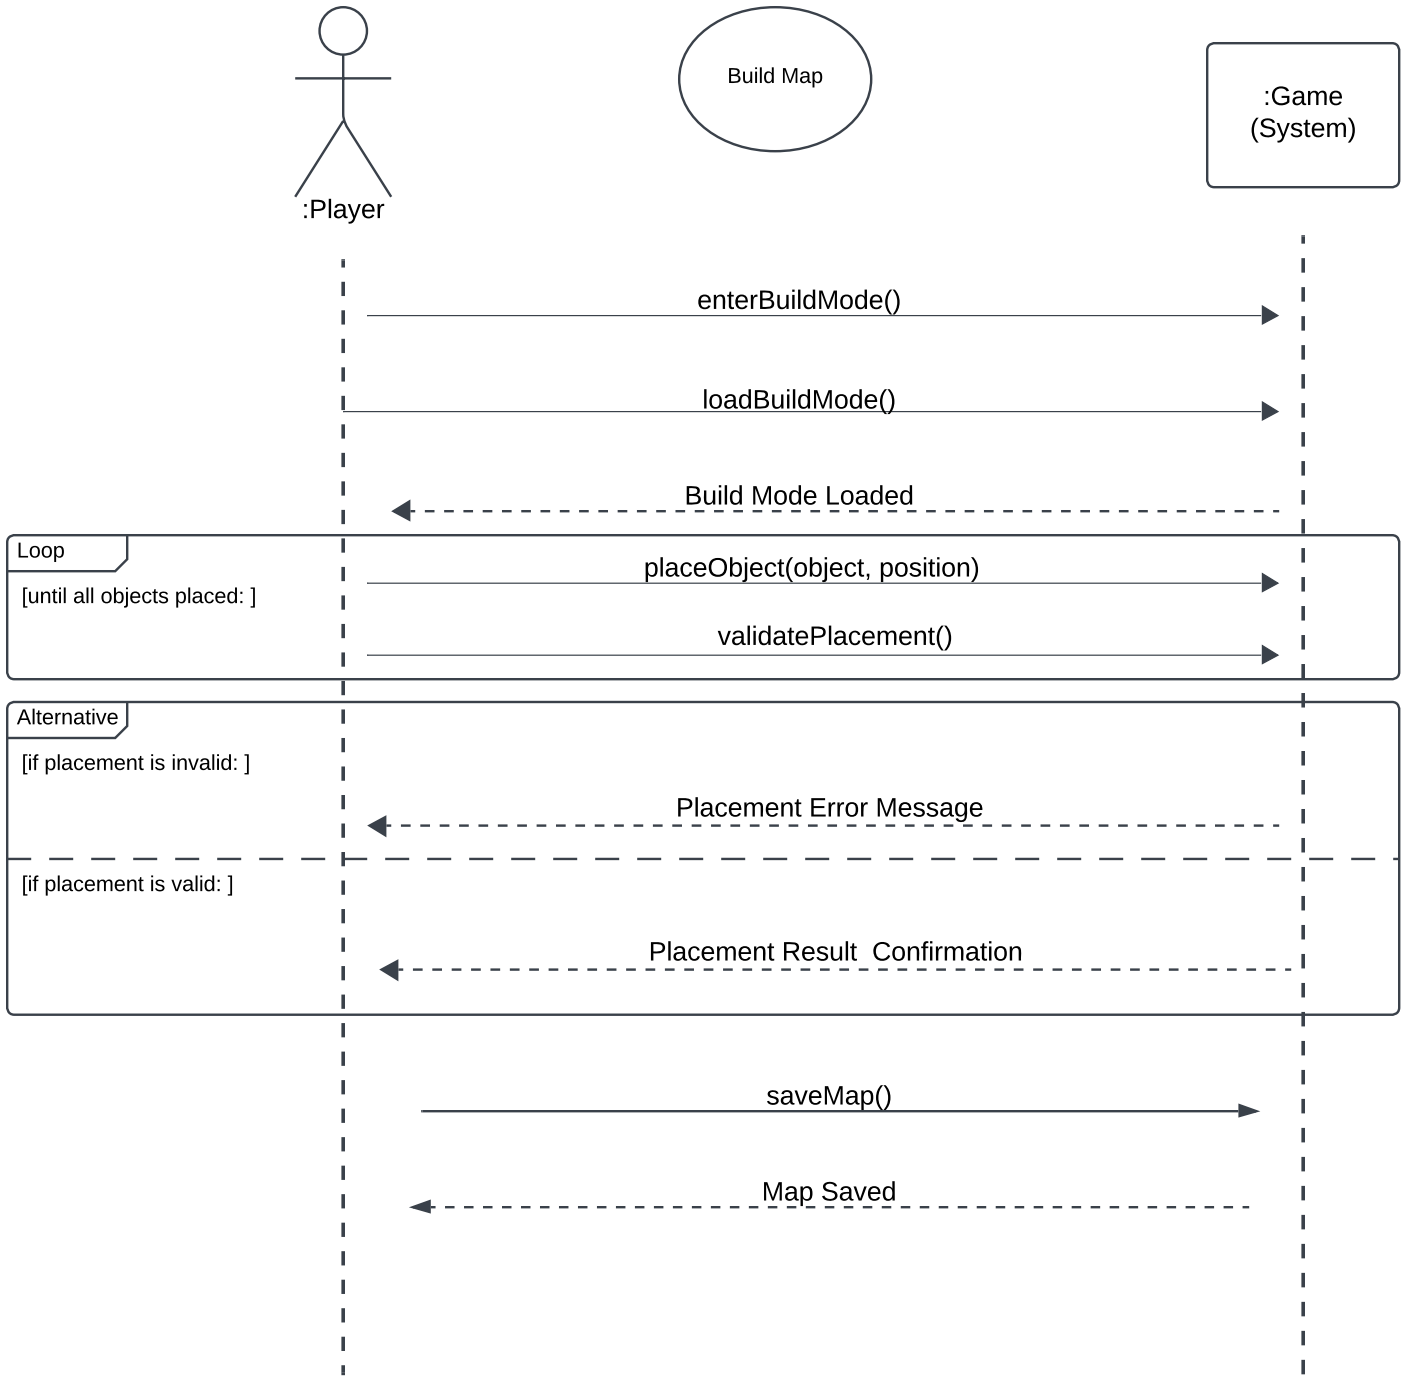 Build Map
:Game
(System)
:Player
enterBuildMode()
loadBuildMode()
Build Mode Loaded
Loop
placeObject(object, position)
[until all objects placed: ]
validatePlacement()
Alternative
[if placement is invalid: ]
Placement Error Message
[if placement is valid: ]
Placement Result  Confirmation
saveMap()
Map Saved